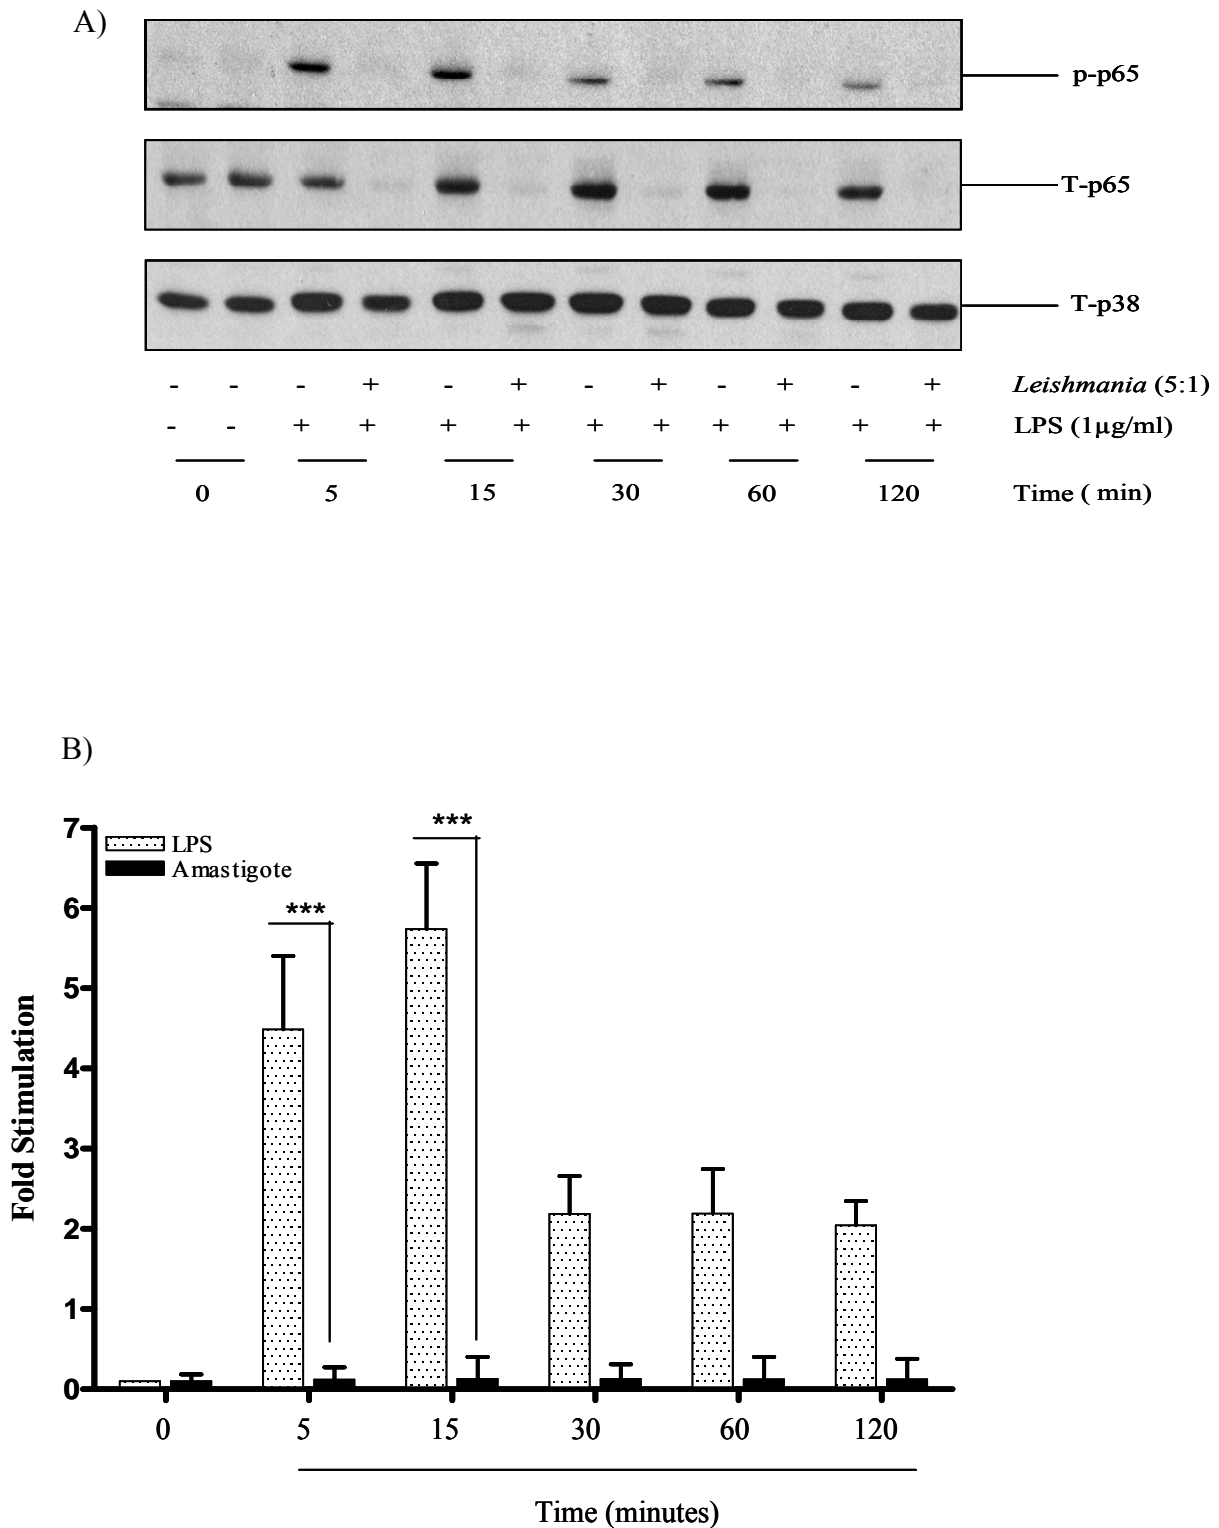 A)
p-p65
T-p65
T-p38
- - - + - + - + - + - + Leishmania (5:1)
- - + + + + + + + + + + LPS (1µg/ml)
0 5 15 30 60 120 Time ( min)
B)
LPS
Amastigote
*** ***
7
6
5
4
3
2
1
0
Fold Stimulation
0 5 15 30 60 120
Time (minutes)